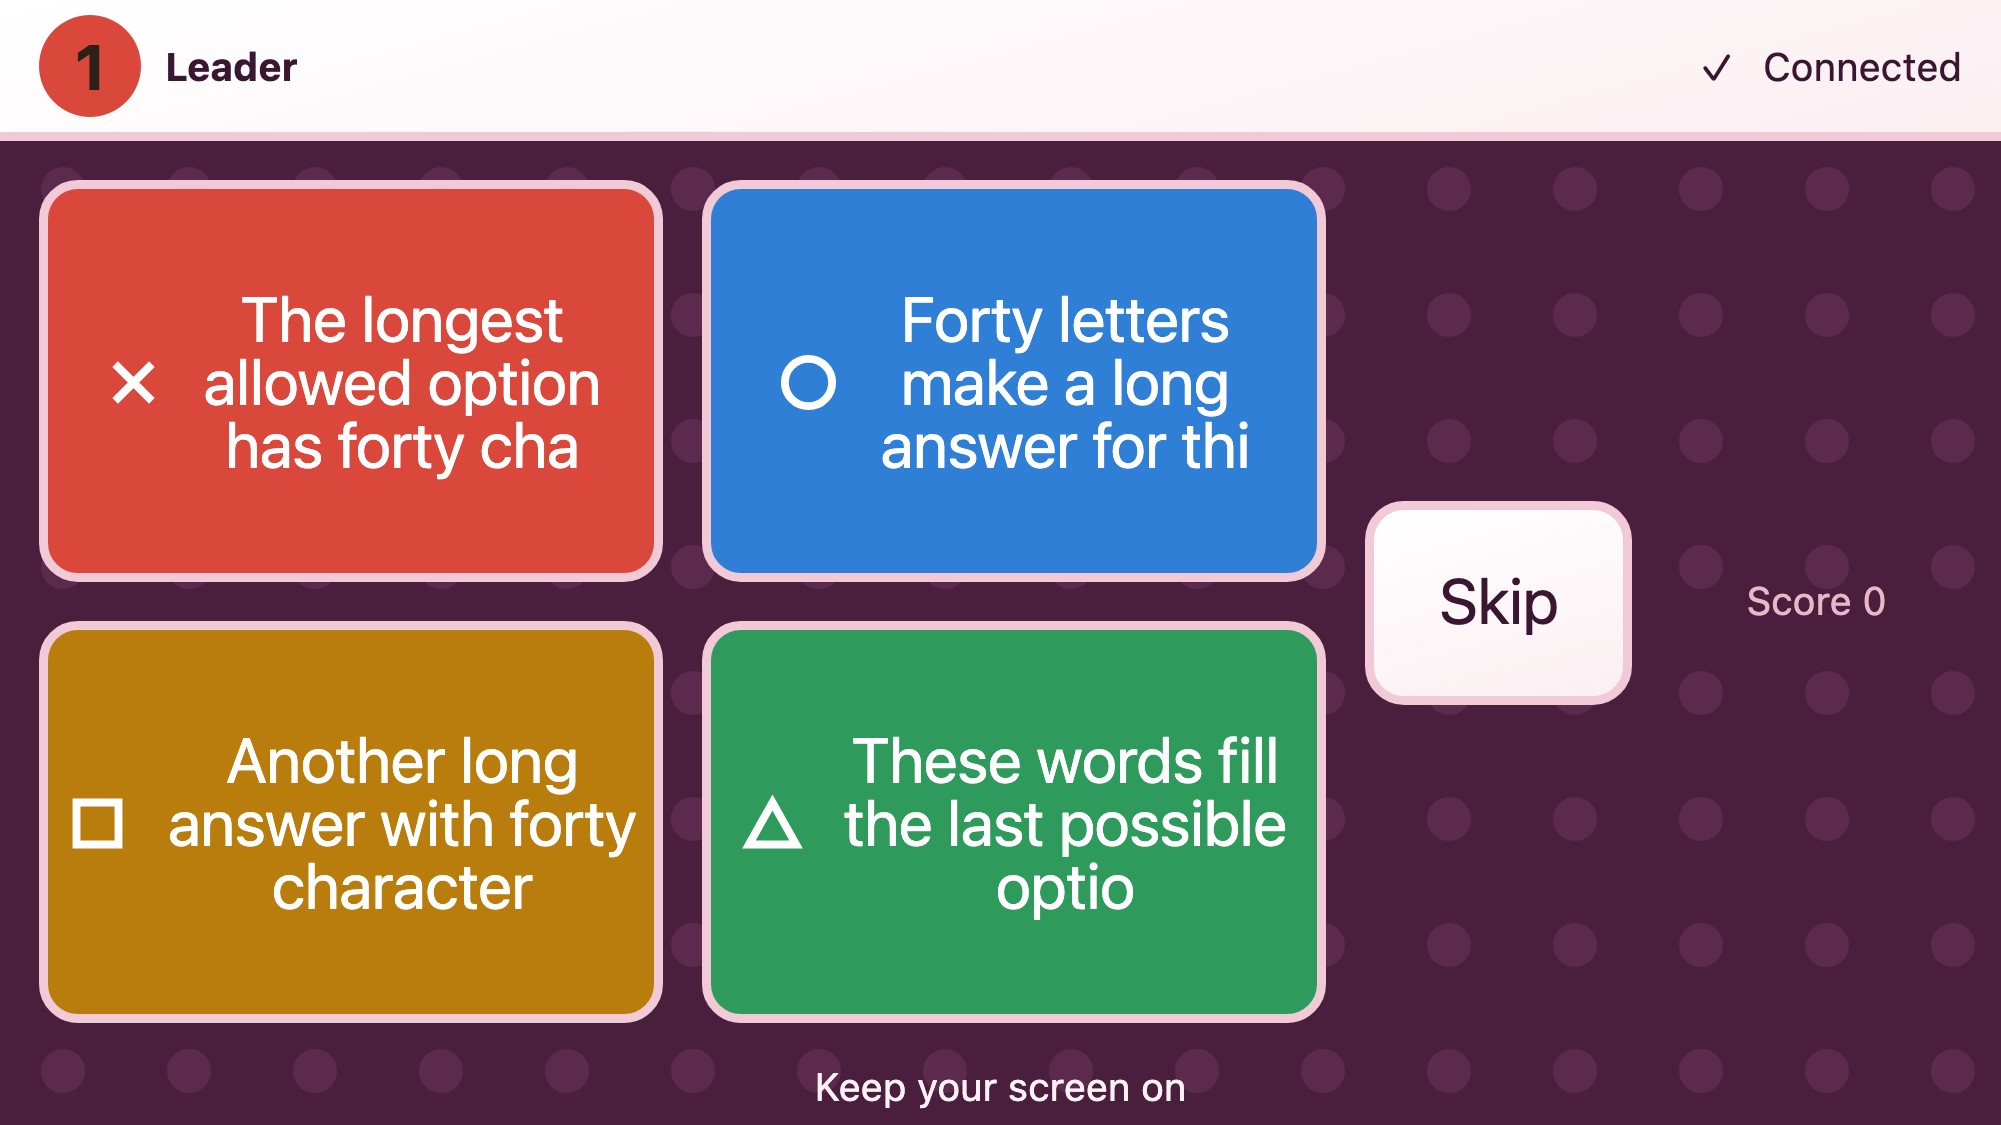 1 Leader
✓ Connected
The longest
allowed option
has forty cha
Forty letters
make a long
answer for thi
Another long
answer with forty
character
These words fill
the last possible
optio
Skip
Score 0
Keep your screen on